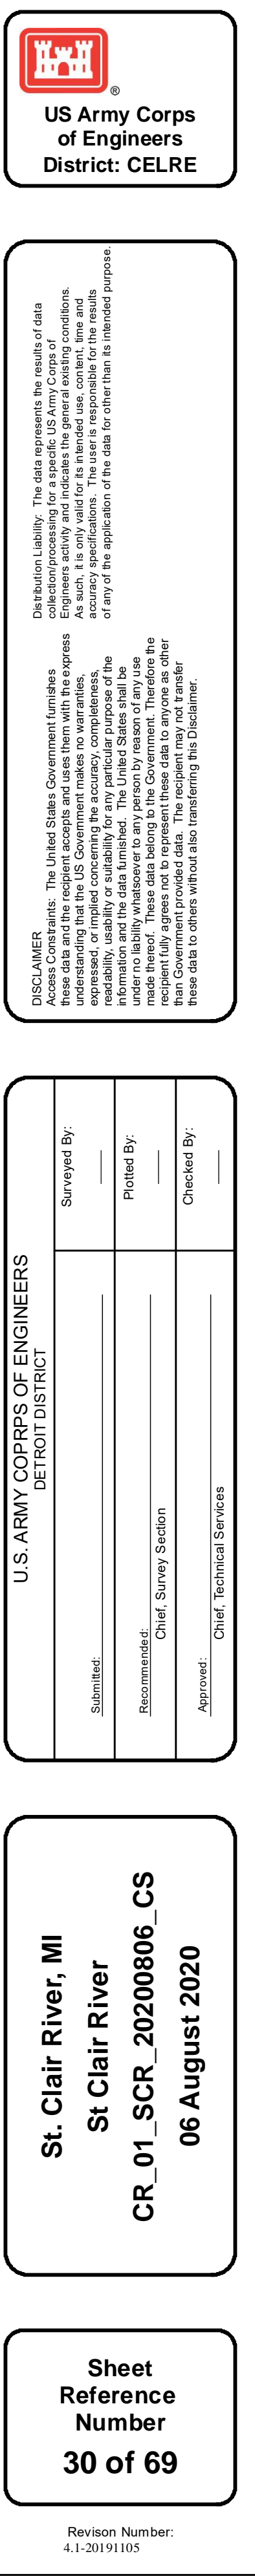 ®
US Army Corps
of Engineers
District: CELRE
DISCLAIMER
Access Constraints: The United States Government furnishes
these data and the recipient accepts and uses them with the express
understanding that the US Government makes no warranties,
expressed, or implied concerning the accuracy, completeness,
readability, usability or suitability for any particular purpose of the
information and the data furnished. The United States shall be
under no liability whatsoever to any person by reason of any use
made thereof. These data belong to the Government. Therefore the
recipient fully agrees not to represent these data to anyone as other
than Government provided data. The recipient may not transfer
these data to others without also transferring this Disclaimer.
Distribution Liability: The data represents the results of data
collection/processing for a specific US Army Corps of
Engineers activity and indicates the general existing conditions.
As such, it is only valid for its intended use, content, time and
accuracy specifications. The user is responsible for the results
of any of the application of the data for other than its intended purpose.
U.S. ARMY COPRPS OF ENGINEERS
DETROIT DISTRICT
Submitted:
Surveyed By:
Recommended:
Chief, Survey Section
Plotted By:
Approved:
Chief, Technical Services
Checked By:
St. Clair River, MI
St Clair River
CR_01_SCR_20200806_CS
06 August 2020
Sheet
Reference
Number
30 of 69
Revison Number:
4.1-20191105